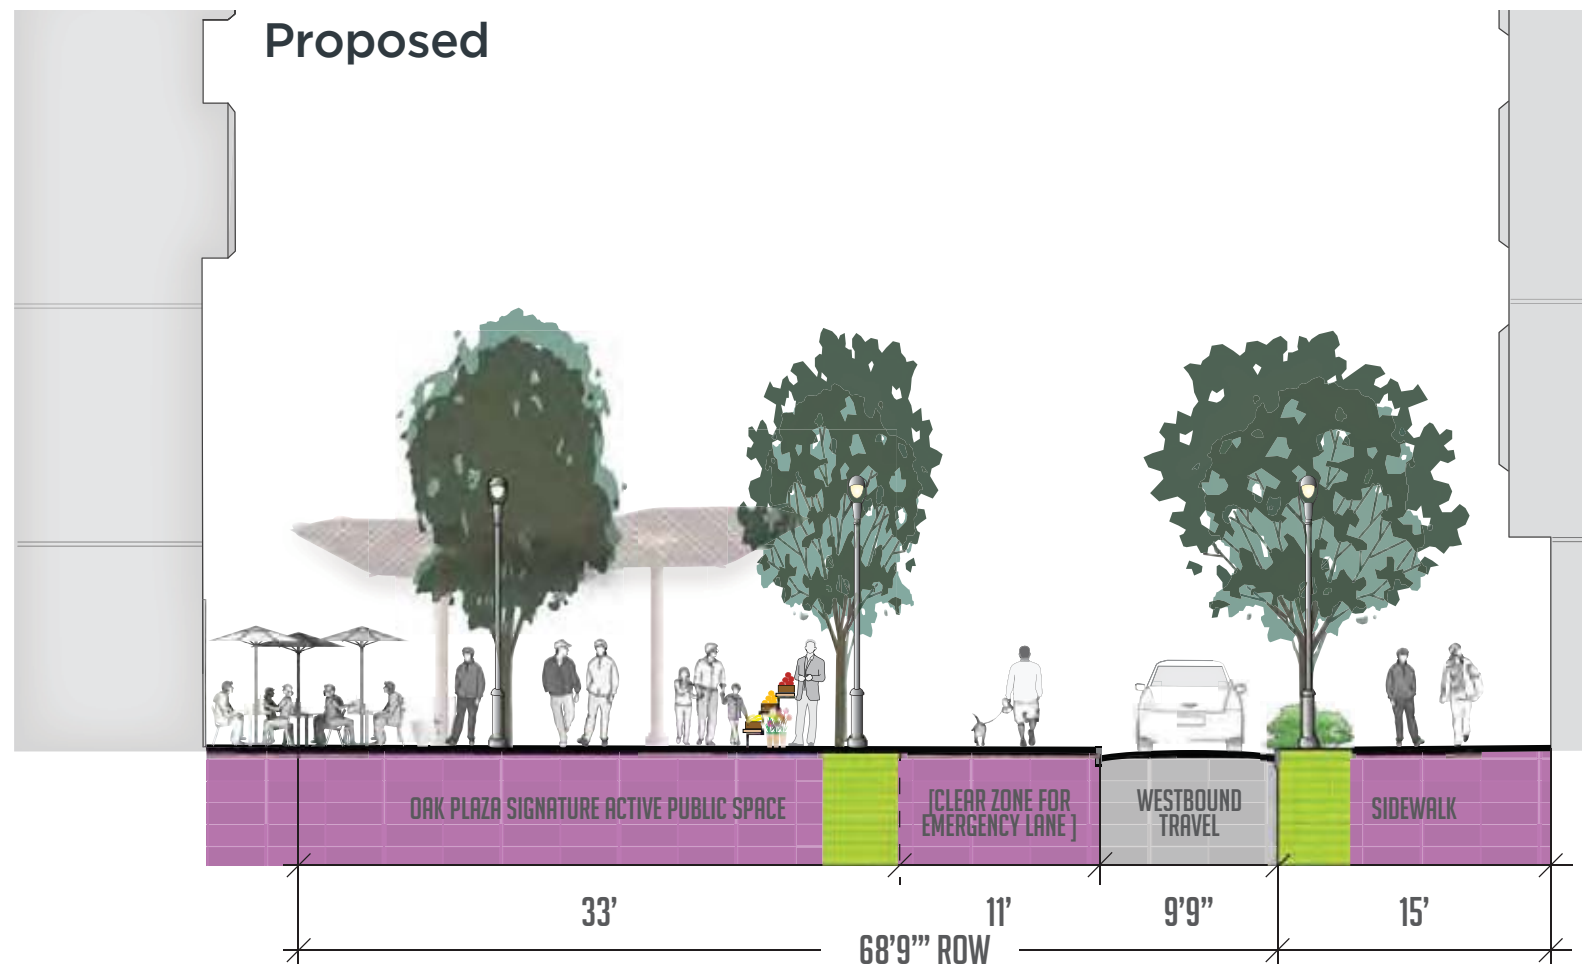 Proposed
OAK PLAZA SIGNATURE ACTIVE PUBLIC SPACE
[CLEAR ZONE FOR
EMERGENCY LANE ]
WESTBOUND
TRAVEL
SIDEWALK
33’
11’
9’9”
15’
68’9”’ ROW